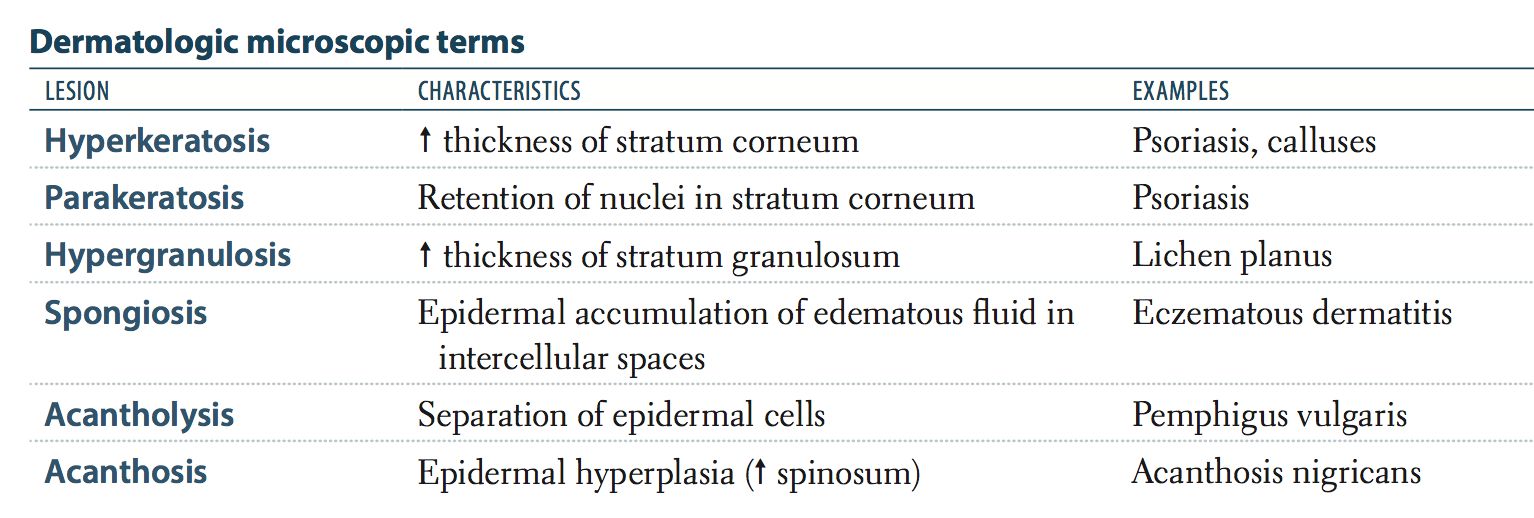 Dermatologic microscopic terms
LESION CHARACTERISTICS EXAMPLES
Hyperkeratosis ↑ thickness of stratum corneum Psoriasis, calluses
Parakeratosis Retention of nuclei in stratum corneum Psoriasis
Hypergranulosis ↑ thickness of stratum granulosum Lichen planus
Spongiosis Epidermal accumulation of edematous fluid in Eczematous dermatitis
intercellular spaces
Acantholysis Separation of epidermal cells Pemphigus vulgaris
Acanthosis Epidermal hyperplasia (↑ spinosum) Acanthosis nigricans